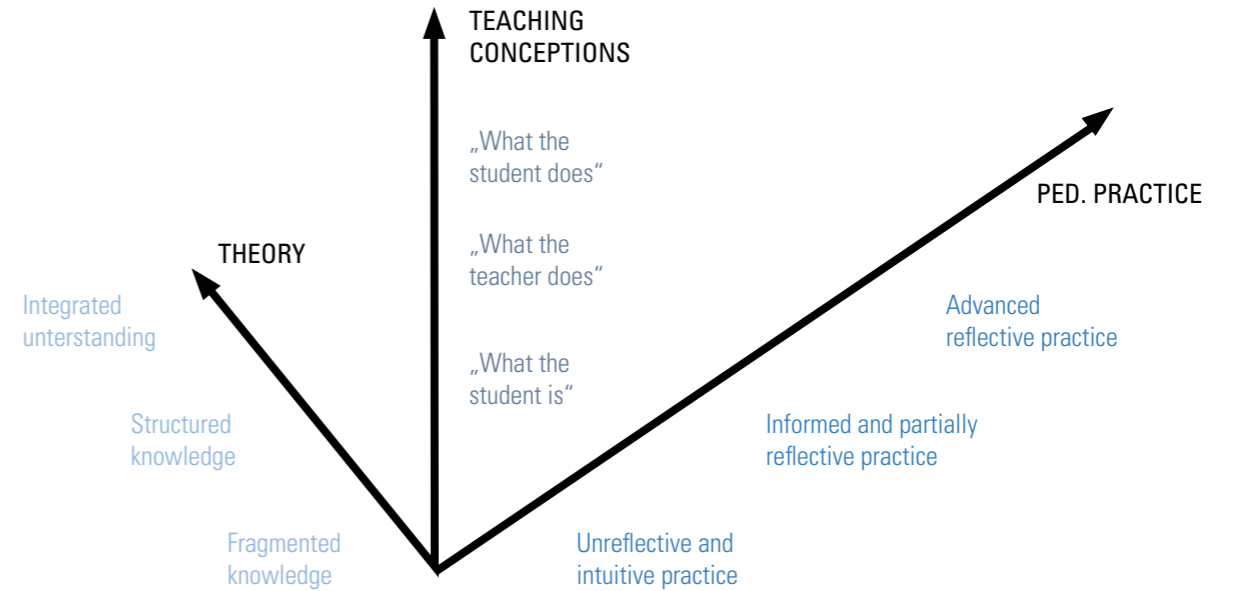 TEACHING
CONCEPTIONS
„What the
student does“
PED. PRACTICE
„What the
teacher does“
THEORY
Integrated
unterstanding
Advanced
reflective practice
„What the
student is“
Structured
knowledge
Informed and partially
reflective practice
Fragmented
knowledge
Unreflective and
intuitive practice